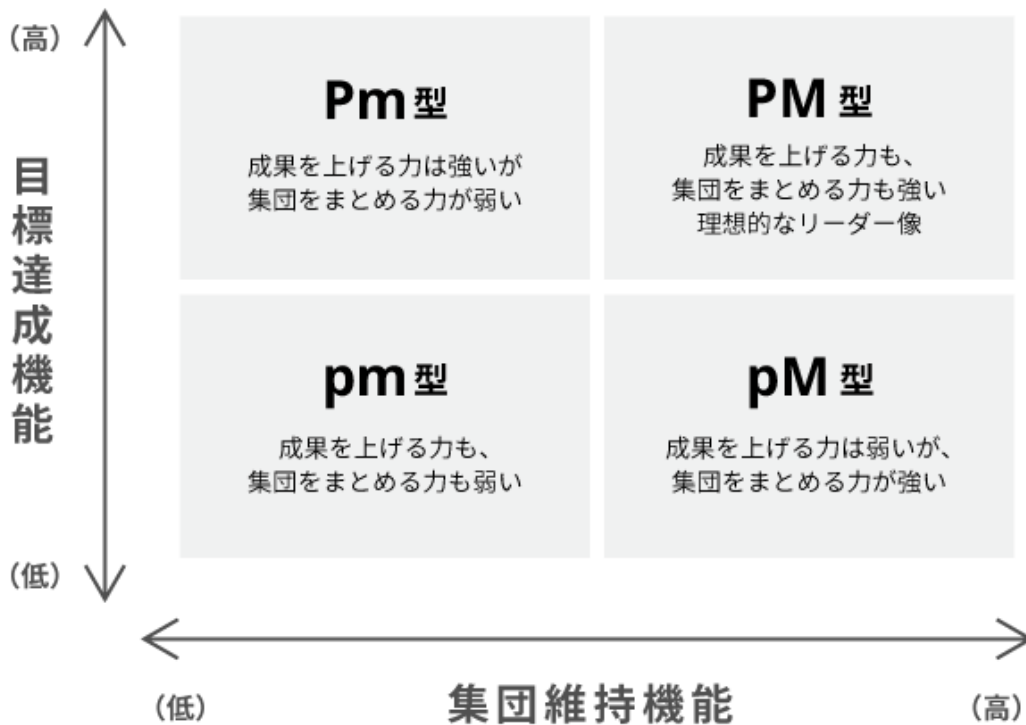 （高）
目標達成機能
（低）
Pm型
成果を上げる力は強いが
集団をまとめる力が弱い
PM型
成果を上げる力も、
集団をまとめる力も強い
理想的なリーダー像
pm型
成果を上げる力も、
集団をまとめる力も弱い
pM型
成果を上げる力は弱いが、
集団をまとめる力が強い
（低）
集団維持機能
（高）